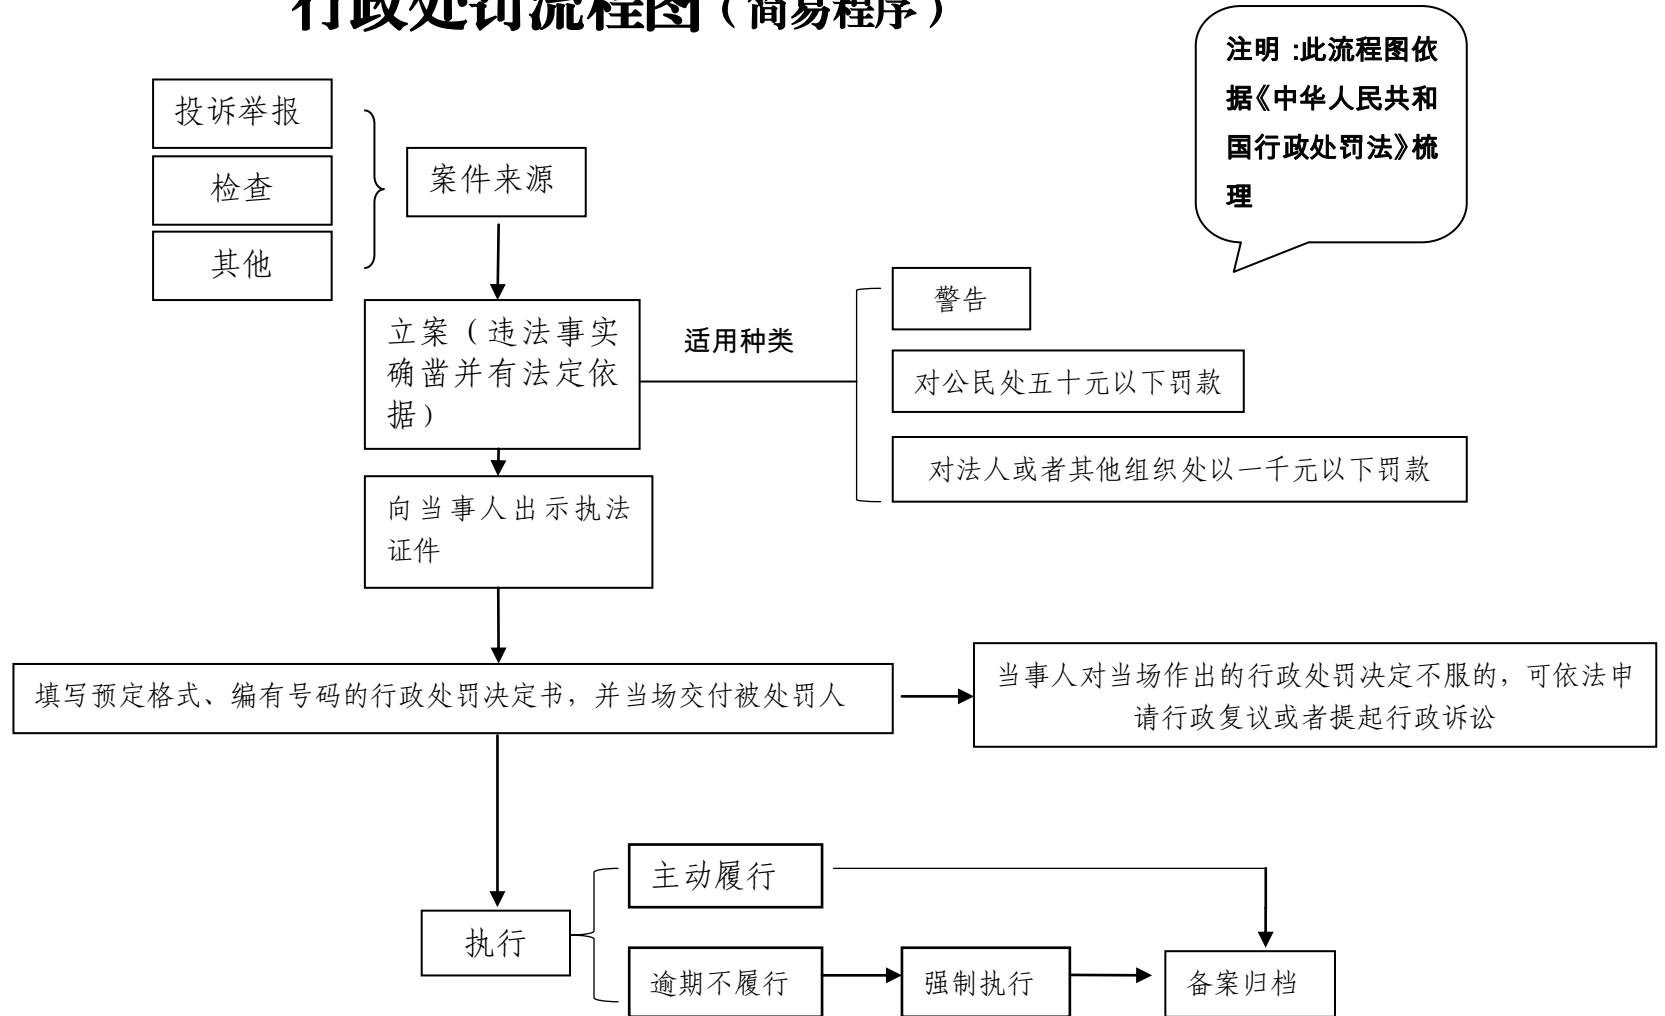 行政处罚流程图（简易程序）
注明：此流程图依
据《中华人民共和
国行政处罚法》梳
理
投诉举报
检查
其他
案件来源
立案（违法事实
确凿并有法定依
据）
适用种类
警告
对公民处五十元以下罚款
对法人或者其他组织处以一千元以下罚款
向当事人出示执法
证件
填写预定格式、编有号码的行政处罚决定书，并当场交付被处罚人
当事人对当场作出的行政处罚决定不服的，可依法申
请行政复议或者提起行政诉讼
执行
主动履行
逾期不履行
强制执行
备案归档